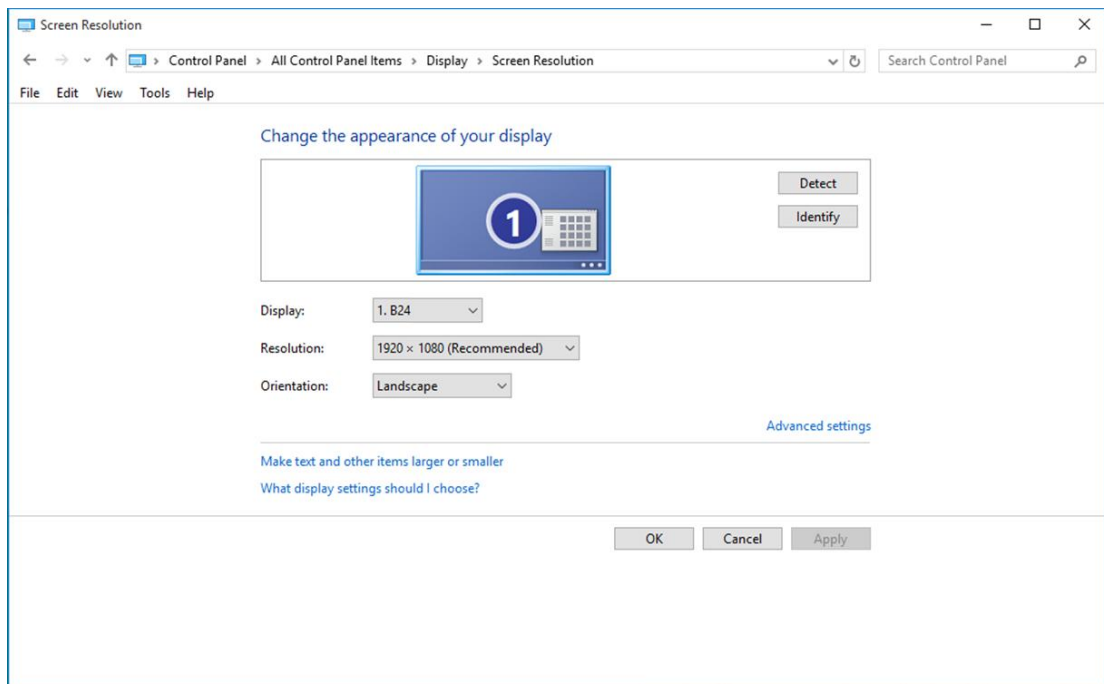 Screen Resolution
Control Panel > All Control Panel Items > Display > Screen Resolution
Search Control Panel
File Edit View Tools Help
Change the appearance of your display
1
Detect
Identify
Display: 1. B24
Resolution: 1920 × 1080 (Recommended)
Orientation: Landscape
Advanced settings
Make text and other items larger or smaller
What display settings should I choose?
OK Cancel Apply